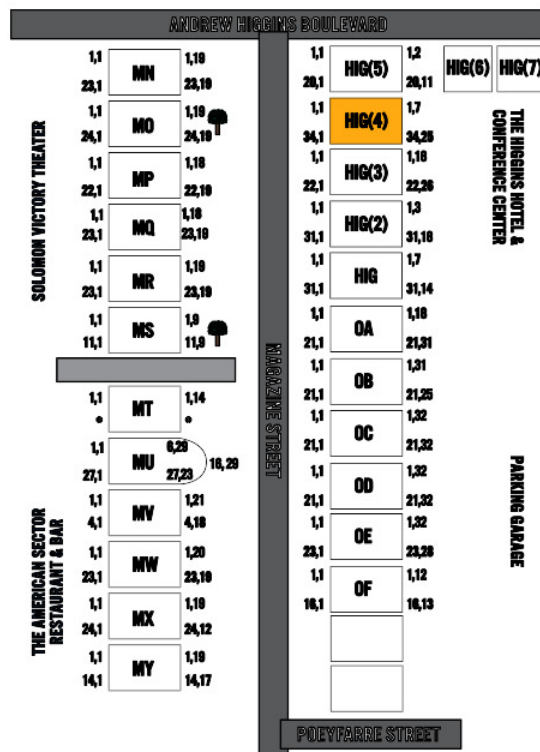 ANDREW HIGGINS BOULEVARD
1,1 MN 1,19
23,1 23,19
1,1 MO 1,19
24,1 24,19
1,1 MP 1,18
22,1 22,19
1,1 MQ 1,18
23,1 23,19
1,1 MR 1,19
23,1 23,19
1,1 MS 1,9
11,1 11,9
SOLOMON VICTORY THEATER
1,1 MT 1,14
* *
1,1 MU 6,29
27,1 27,23 16,29
1,1 MV 1,21
4,1 4,18
1,1 MW 1,20
23,1 23,19
1,1 MX 1,19
24,1 24,12
1,1 MY 1,19
14,1 14,17
THE AMERICAN SECTOR
RESTAURANT & BAR
MAGAZINE STREET
1,1 HIG(5) 1,2
20,1 20,11
HIG(6) HIG(7)
1,1 HIG(4) 1,7
34,1 34,25
1,1 HIG(3) 1,18
22,1 22,26
1,1 HIG(2) 1,3
31,1 31,16
1,1 HIG 1,7
31,1 31,14
1,1 OA 1,18
21,1 21,31
1,1 OB 1,31
21,1 21,25
1,1 OC 1,32
21,1 21,32
1,1 OD 1,32
21,1 21,32
1,1 OE 1,32
23,1 23,28
1,1 OF 1,12
16,1 16,13
THE HIGGINS HOTEL &
CONFERENCE CENTER
PARKING GARAGE
POEYFARRE STREET